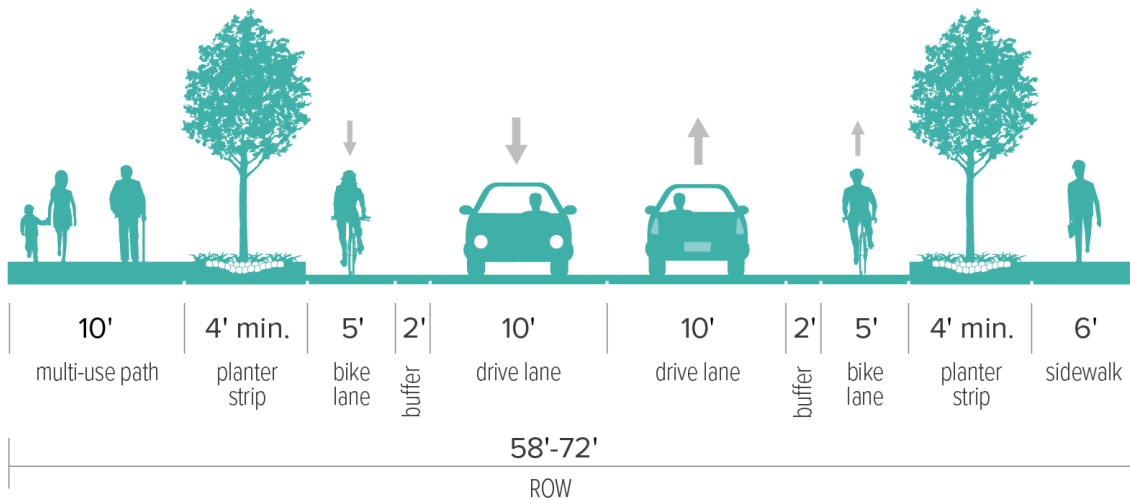 10' 4' min. 5' 2' 10' 10' 2' 5' 4' min. 6'
multi-use path planter bike buffer drive lane drive lane buffer bike planter sidewalk
strip lane lane strip
58'-72'
ROW